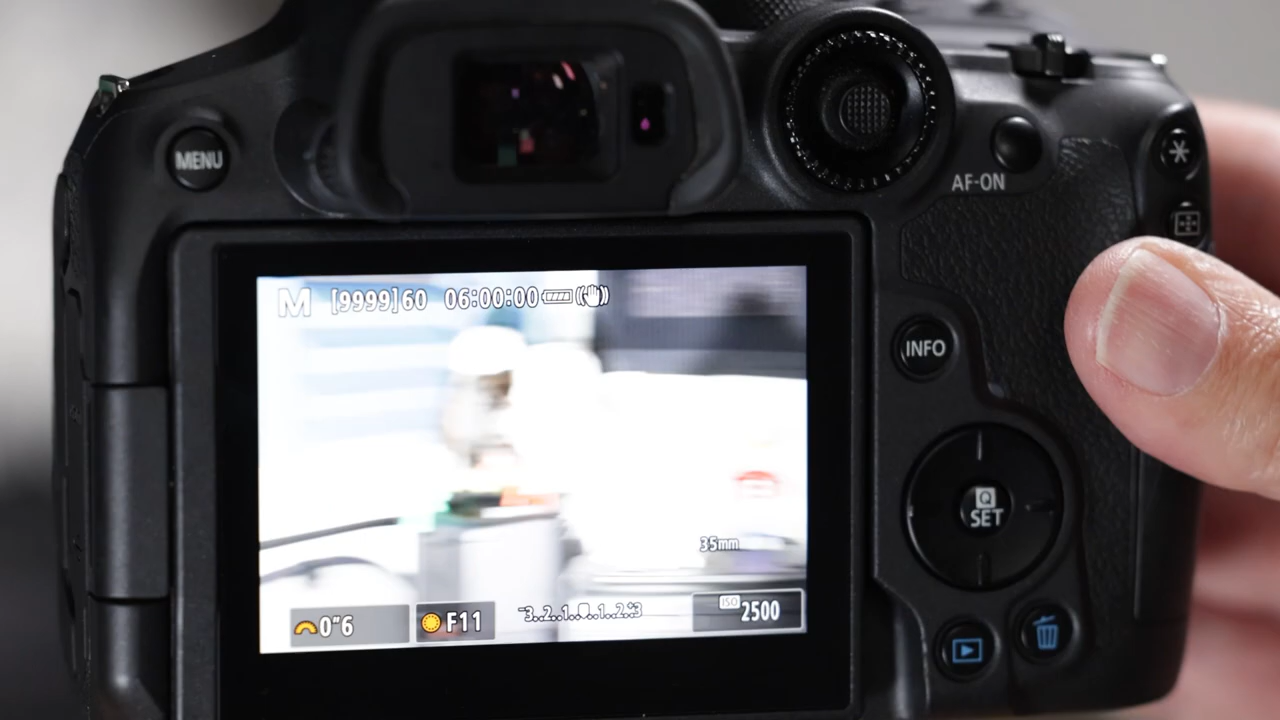 MENU
AF-ON
M [9999]60 06:00:00
INFO
Q
SET
35mm
0"6 F11 -3..2..1..0..1..2..+3 ISO 2500